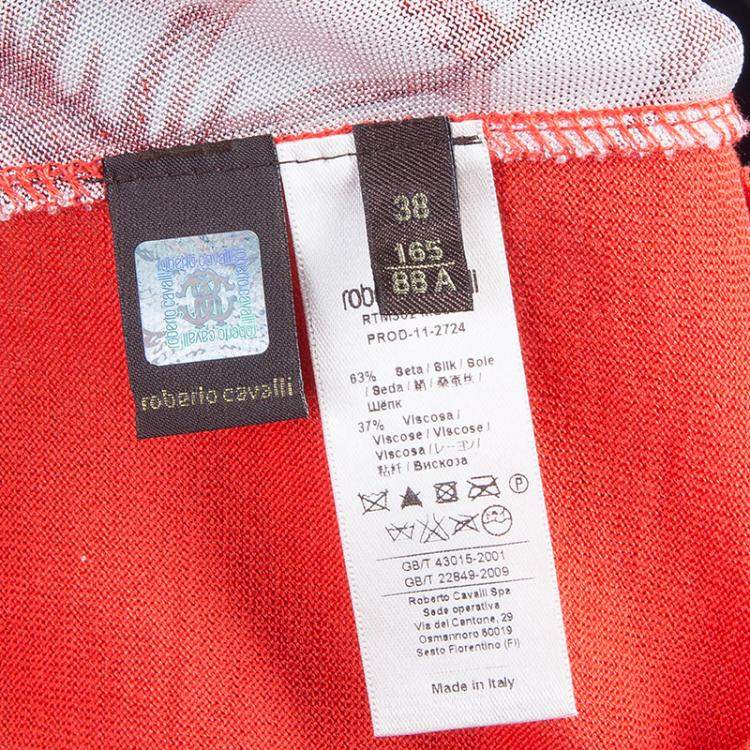 roberto cavalli
roberto cavalli
roberto cavalli
38
165
88 A
PROD-11-2724
63% Seta / Silk / Soie
/ Seda / 絹 / 桑蚕丝 /
Шёлк
37% Viscosa /
Viscose / Viscose /
Viscosa / レーヨン /
粘纤 / Вискоза
P
GB/T 43015-2001
GB/T 22849-2009
Roberto Cavalli Spa
Sede operativa
Via del Cantone, 29
Osmannoro 50019
Sesto Fiorentino (FI)
Made in Italy